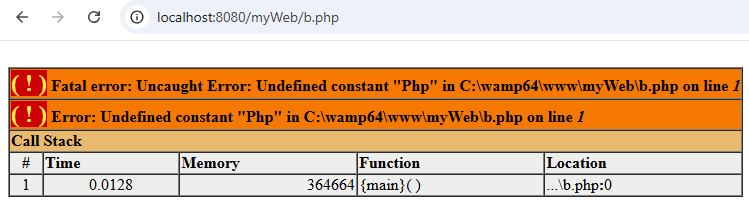 localhost:8080/myWeb/b.php
( ! ) Fatal error: Uncaught Error: Undefined constant "Php" in C:\wamp64\www\myWeb\b.php on line 1
( ! ) Error: Undefined constant "Php" in C:\wamp64\www\myWeb\b.php on line 1
Call Stack
# Time Memory Function Location
1 0.0128 364664 {main}( ) ...\b.php:0